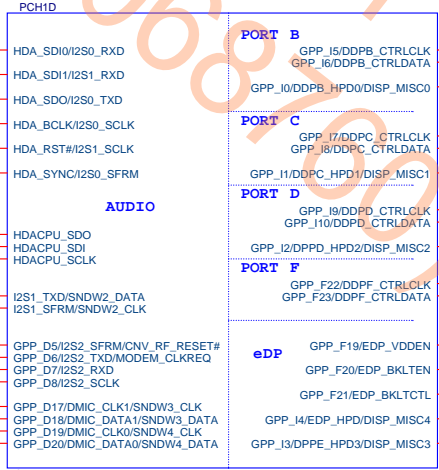 PCH1D
HDA_SDI0/I2S0_RXD
HDA_SDI1/I2S1_RXD
HDA_SDO/I2S0_TXD
HDA_BCLK/I2S0_SCLK
HDA_RST#/I2S1_SCLK
HDA_SYNC/I2S0_SFRM
AUDIO
HDACPU_SDO
HDACPU_SDI
HDACPU_SCLK
I2S1_TXD/SNDW2_DATA
I2S1_SFRM/SNDW2_CLK
GPP_D5/I2S2_SFRM/CNV_RF_RESET#
GPP_D6/I2S2_TXD/MODEM_CLKREQ
GPP_D7/I2S2_RXD
GPP_D8/I2S2_SCLK
GPP_D17/DMIC_CLK1/SNDW3_CLK
GPP_D18/DMIC_DATA1/SNDW3_DATA
GPP_D19/DMIC_CLK0/SNDW4_CLK
GPP_D20/DMIC_DATA0/SNDW4_DATA
PORT B
GPP_I5/DDPB_CTRLCLK
GPP_I6/DDPB_CTRLDATA
GPP_I0/DDPB_HPD0/DISP_MISC0
PORT C
GPP_I7/DDPC_CTRLCLK
GPP_I8/DDPC_CTRLDATA
GPP_I1/DDPC_HPD1/DISP_MISC1
PORT D
GPP_I9/DDPD_CTRLCLK
GPP_I10/DDPD_CTRLDATA
GPP_I2/DPPD_HPD2/DISP_MISC2
PORT F
GPP_F22/DDPF_CTRLCLK
GPP_F23/DDPF_CTRLDATA
eDP
GPP_F19/EDP_VDDEN
GPP_F20/EDP_BKLTEN
GPP_F21/EDP_BKLTCTL
GPP_I4/EDP_HPD/DISP_MISC4
GPP_I3/DPPE_HPD3/DISP_MISC3